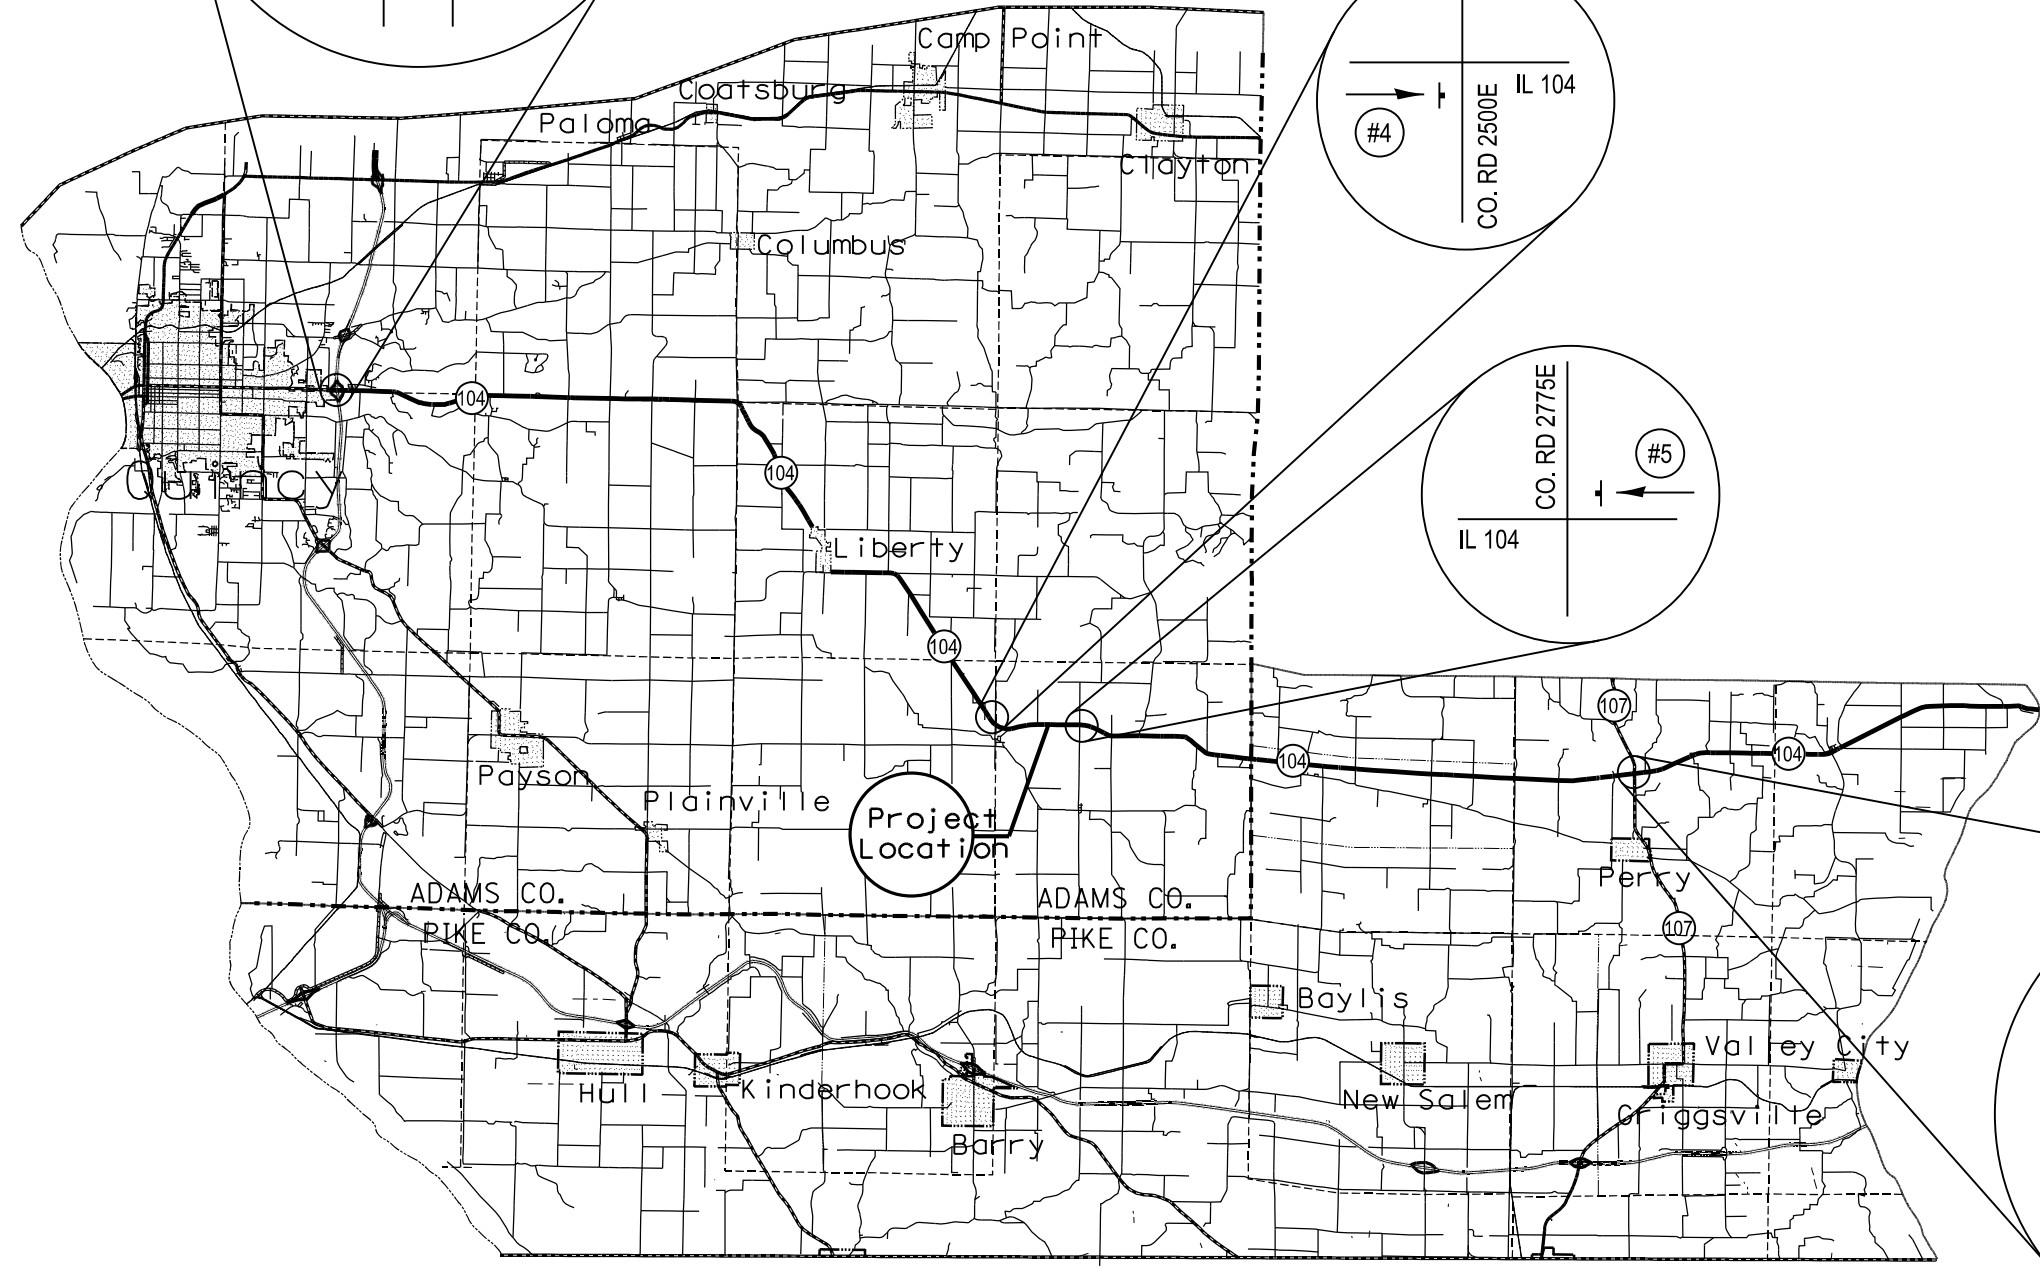 Camp Point
Coatsburg
Paloma
Clayton
Columbus
IL 104
#4
CO. RD 2500E
CO. RD 2775E
#5
IL 104
104
QUINCY
104
Liberty
104
107
104
104
Payson
Plainville
Project
Location
Perry
ADAMS CO.
PIKE CO.
ADAMS CO.
PIKE CO.
107
Baylis
Valley City
Hull
Kinderhook
New Salem
Griggsville
Barry